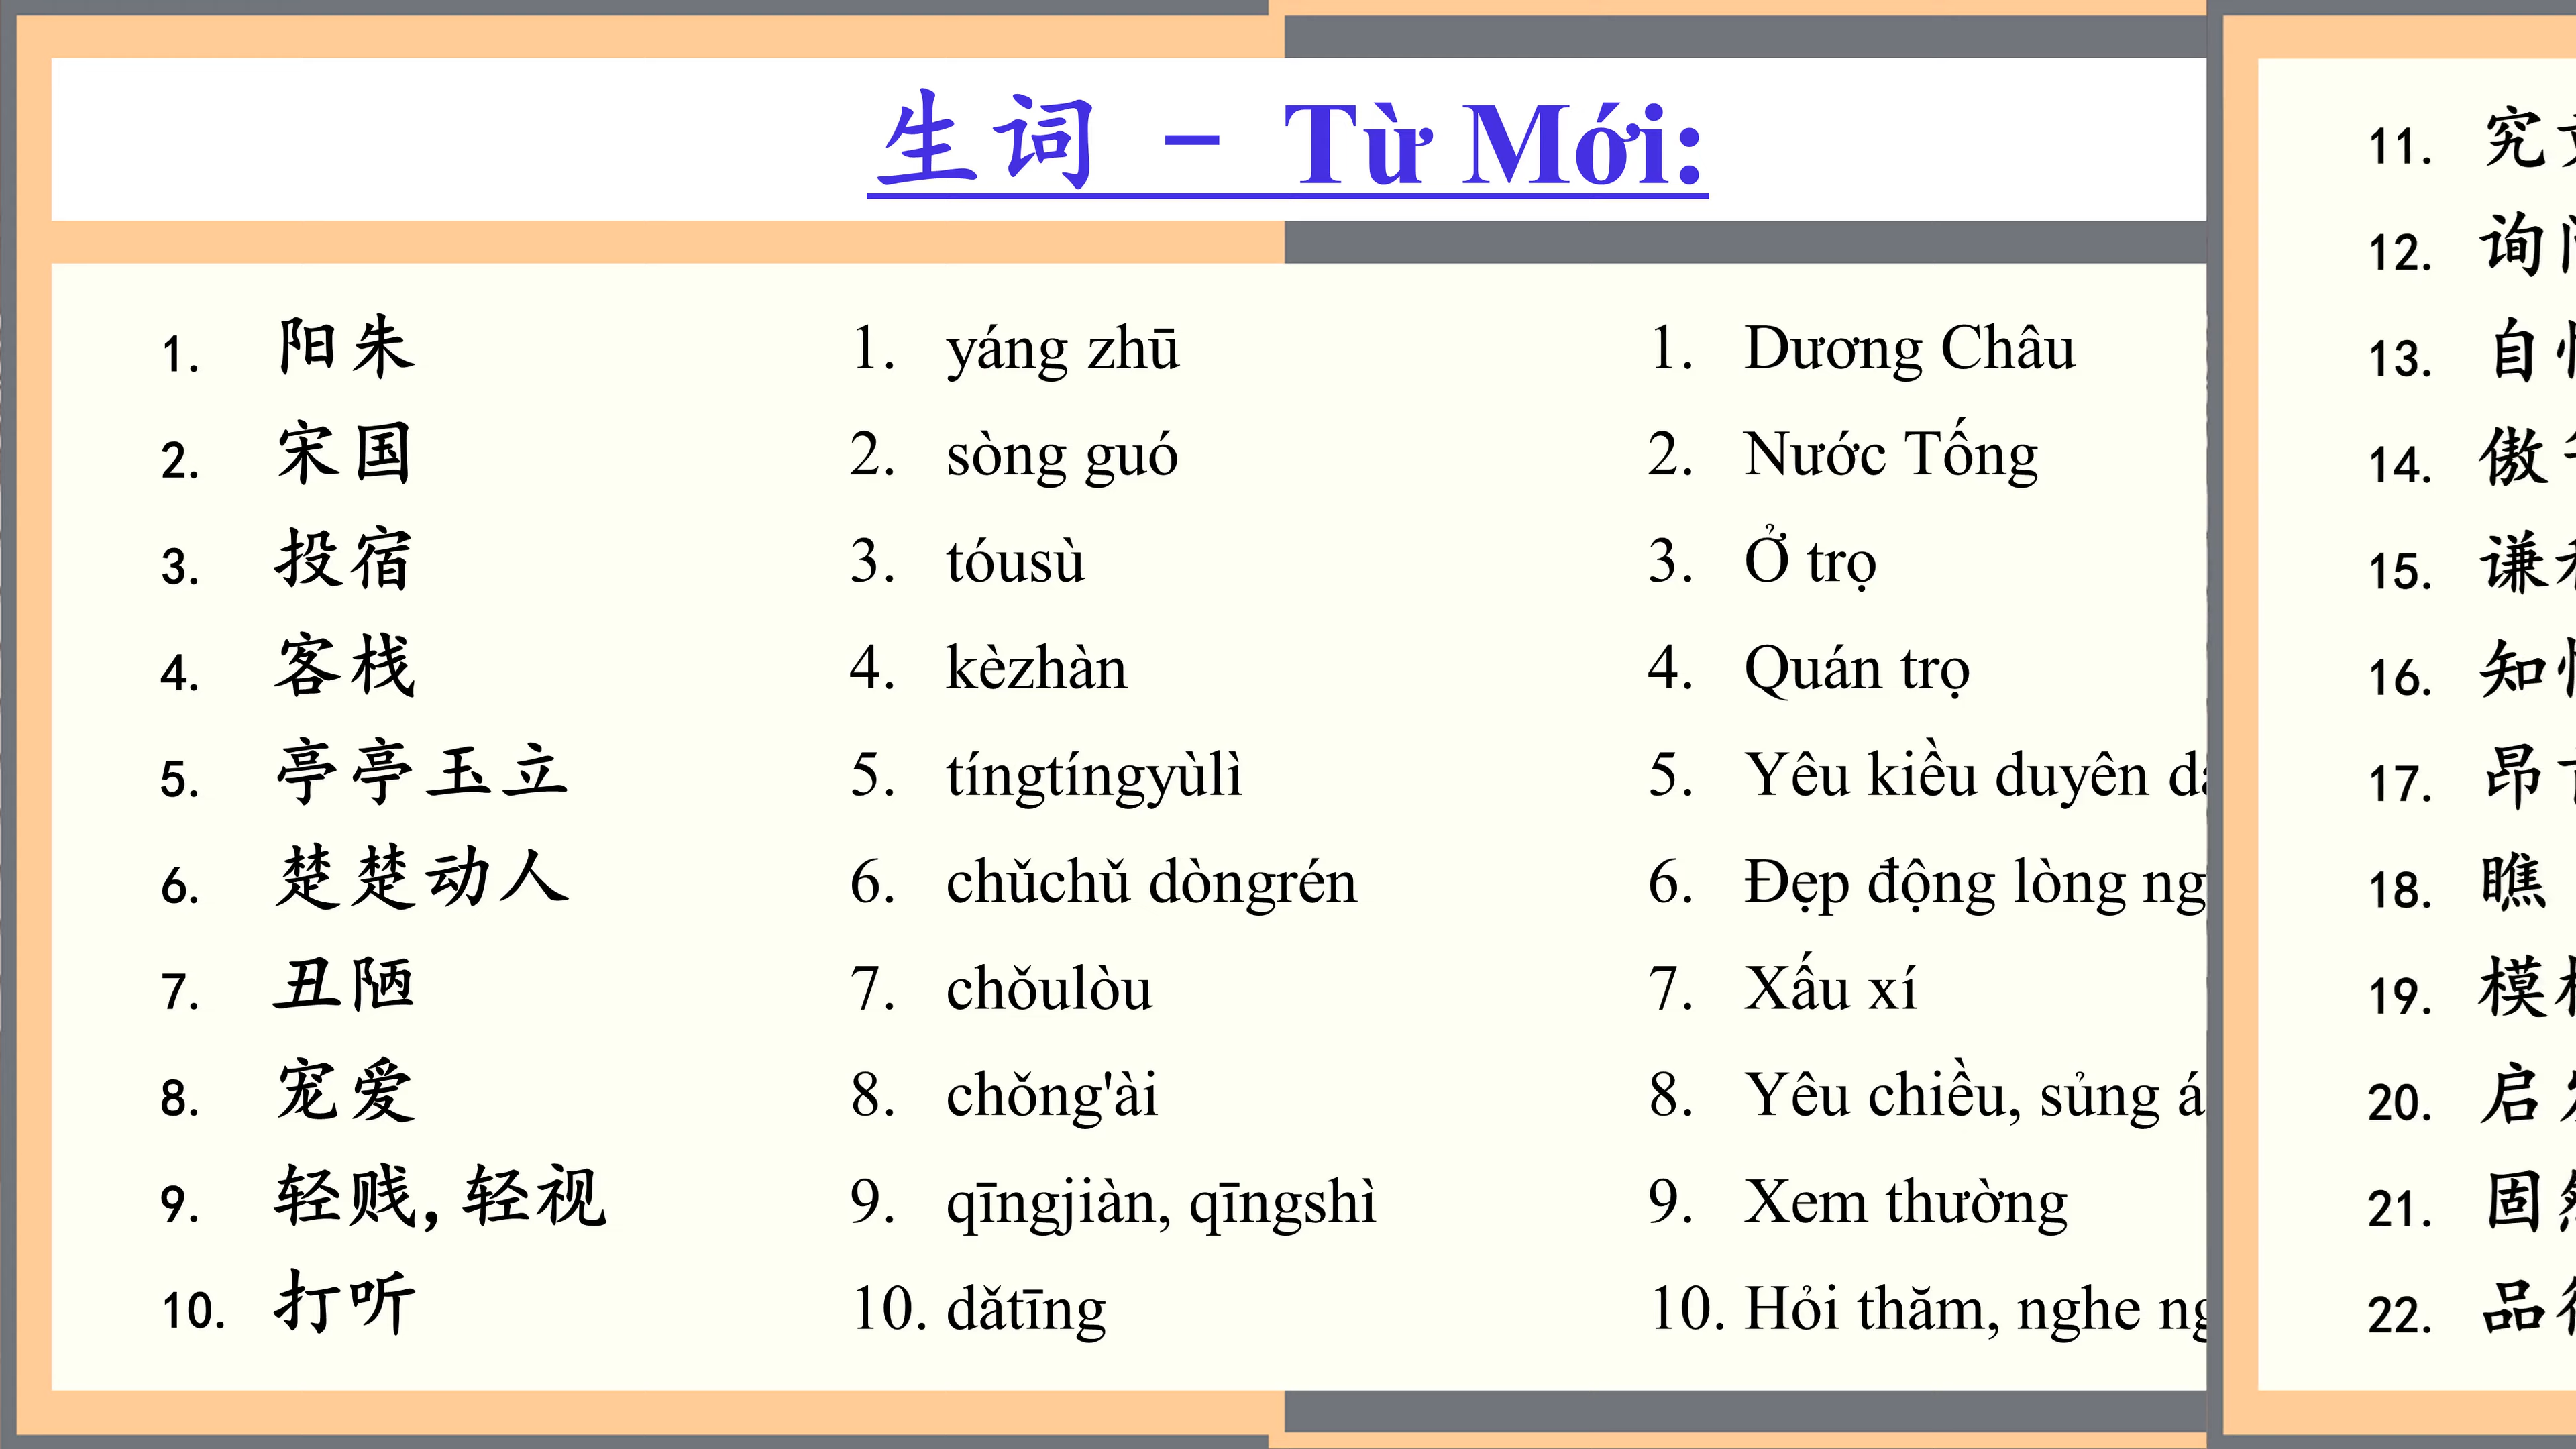 生词 - Từ Mới:
1. 阳朱
2. 宋国
3. 投宿
4. 客栈
5. 亭亭玉立
6. 楚楚动人
7. 丑陋
8. 宠爱
9. 轻贱,轻视
10. 打听
1. yáng zhū
2. sòng guó
3. tóusù
4. kèzhàn
5. tíngtíngyùlì
6. chǔchǔ dòngrén
7. chǒulòu
8. chǒng'ài
9. qīngjiàn, qīngshì
10. dǎtīng
1. Dương Châu
2. Nước Tống
3. Ở trọ
4. Quán trọ
5. Yêu kiều duyên
6. Đẹp động lòng
7. Xấu xí
8. Yêu chiều, sủng
9. Xem thường
10. Hỏi thăm, nghe
11. 究
12. 询
13. 自
14. 傲
15. 谦
16. 知
17. 昂
18. 瞧
19. 模
20. 启
21. 固
22. 品